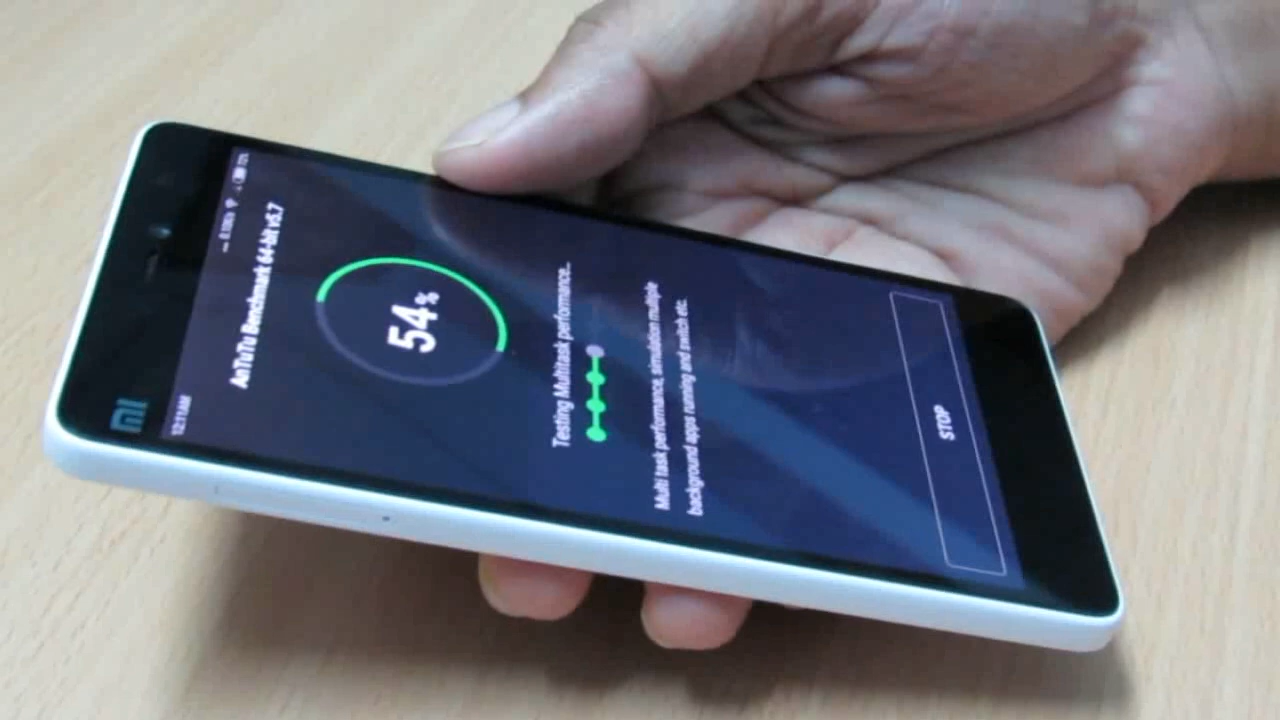 12:11AM
AnTuTu Benchmark 64-bit v5.7
54%
Testing Multitask performance..
Multi task performance, simulation multiple
background apps running and switch etc.
STOP
MI